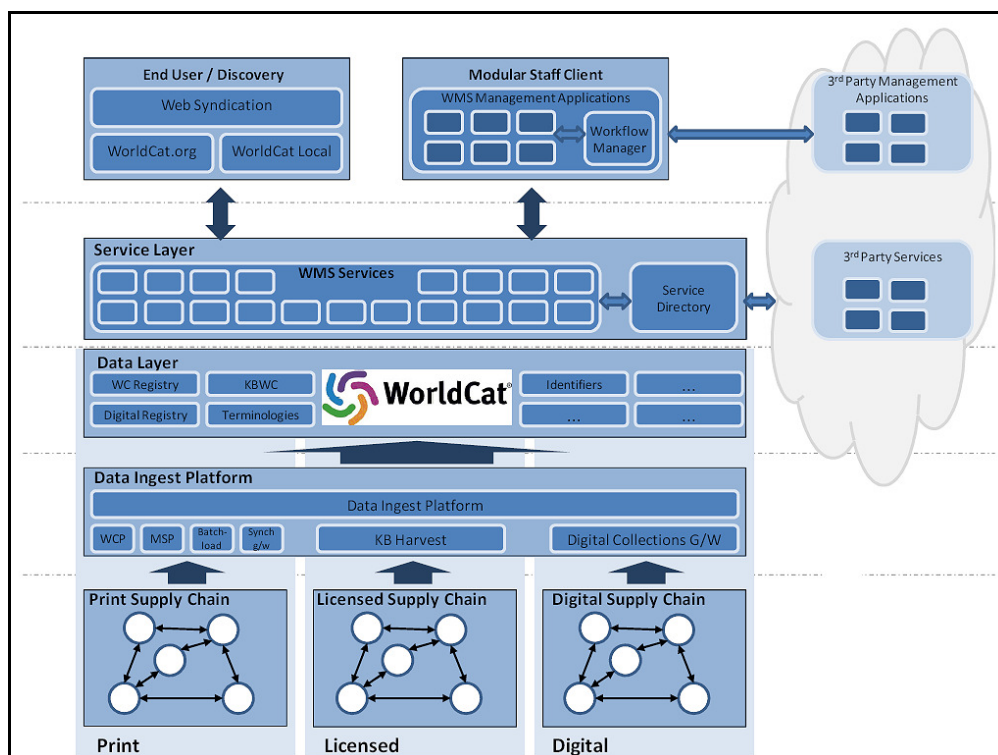 End User / Discovery
Web Syndication
WorldCat.org
WorldCat Local
Modular Staff Client
WMS Management Applications
Workflow
Manager
3rd Party Management
Applications
Service Layer
WMS Services
Service
Directory
3rd Party Services
Data Layer
WC Registry
KBWC
Digital Registry
Terminologies
WorldCat®
Identifiers
...
...
...
Data Ingest Platform
Data Ingest Platform
WCP
MSP
Batch-
load
Synch
g/w
KB Harvest
Digital Collections G/W
Print Supply Chain
Licensed Supply Chain
Digital Supply Chain
Print
Licensed
Digital